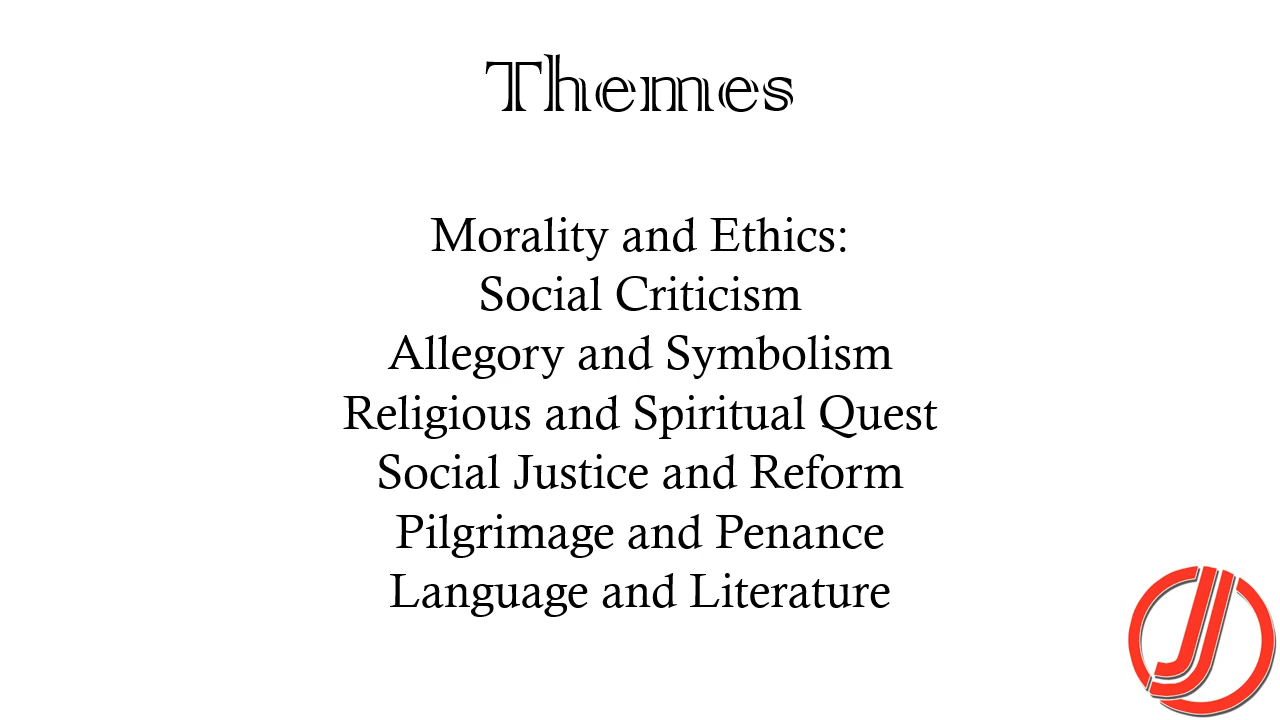 Themes
Morality and Ethics:
Social Criticism
Allegory and Symbolism
Religious and Spiritual Quest
Social Justice and Reform
Pilgrimage and Penance
Language and Literature